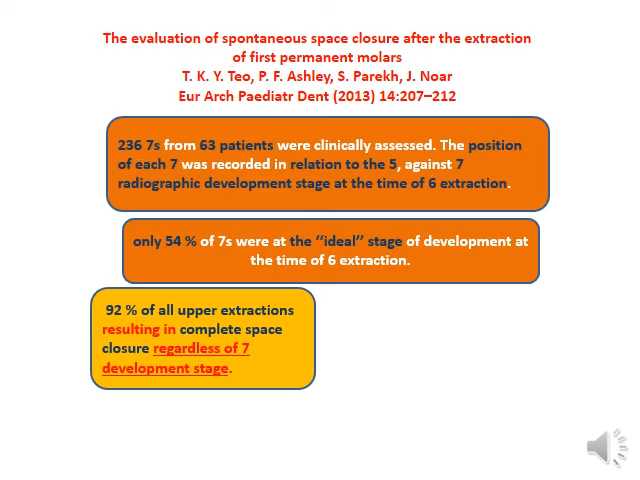 The evaluation of spontaneous space closure after the extraction
of first permanent molars
T. K. Y. Teo, P. F. Ashley, S. Parekh, J. Noar
Eur Arch Paediatr Dent (2013) 14:207–212
236 7s from 63 patients were clinically assessed. The position
of each 7 was recorded in relation to the 5, against 7
radiographic development stage at the time of 6 extraction.
only 54 % of 7s were at the “ideal” stage of development at
the time of 6 extraction.
92 % of all upper extractions
resulting in complete space
closure regardless of 7
development stage.